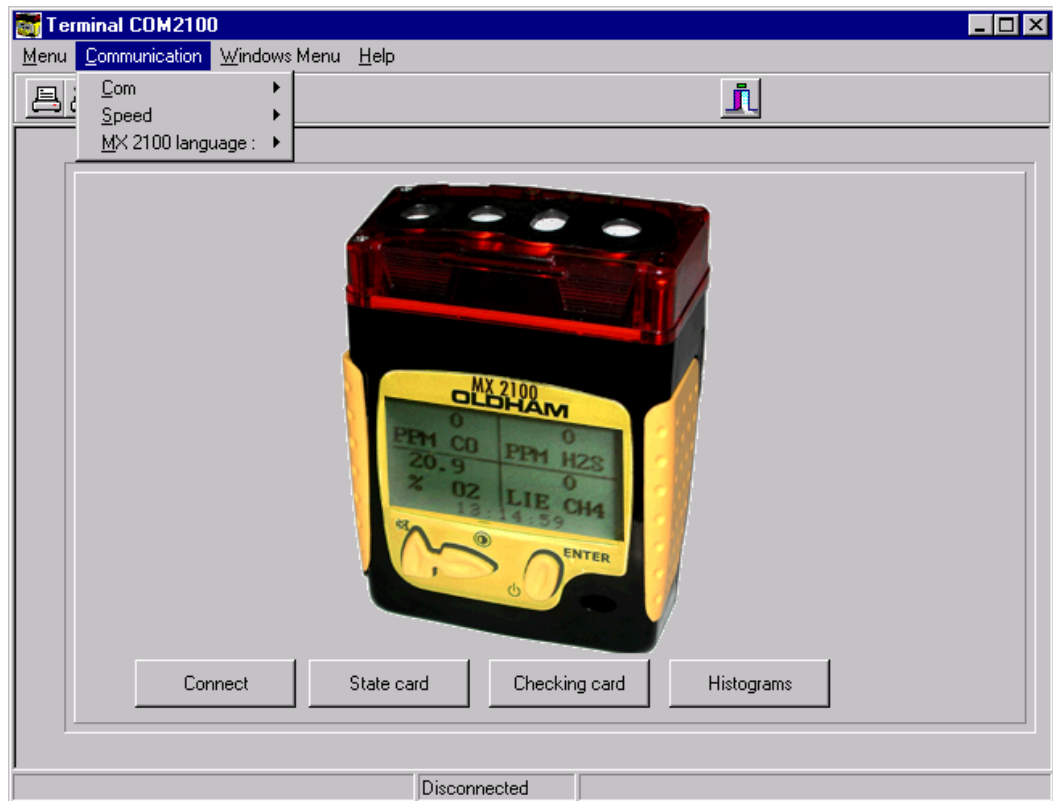 Terminal COM2100
Menu Communication Windows Menu Help
Com
Speed
MX 2100 language :
MX 2100
OLDHAM
0 0
PPM CO PPM H2S
20.9 0
% O2 LIE CH4
13:14:59
ENTER
Connect State card Checking card Histograms
Disconnected